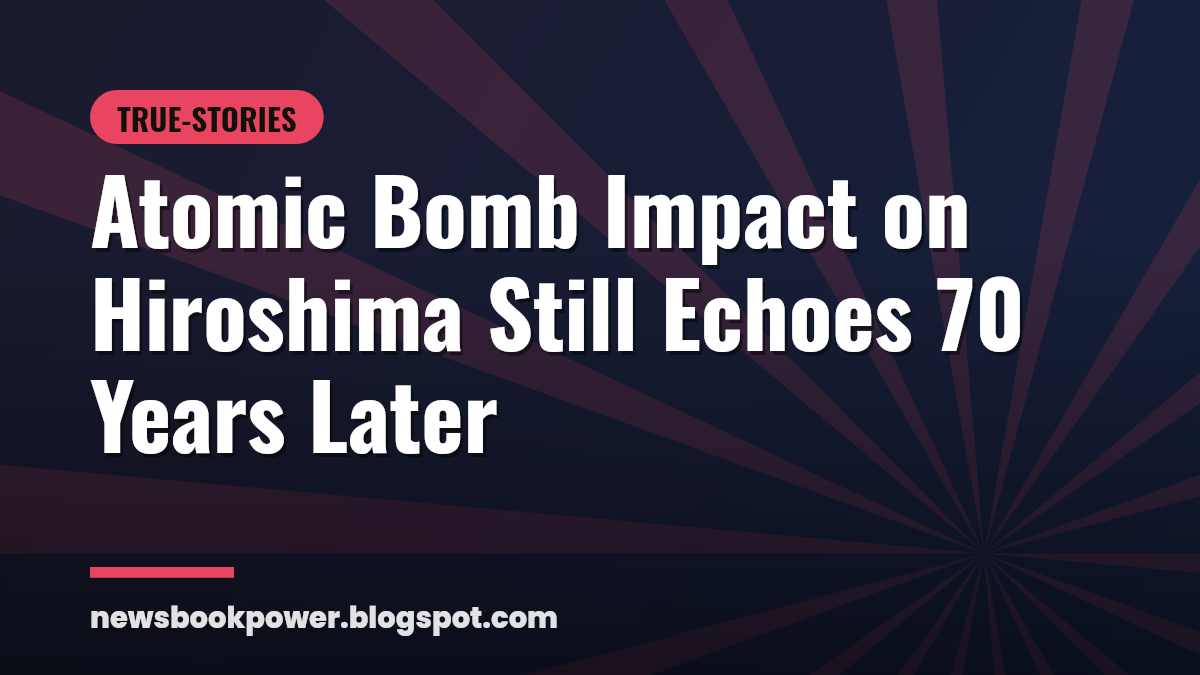 TRUE-STORIES
Atomic Bomb Impact on
Hiroshima Still Echoes 70
Years Later
newsbookpower.blogspot.com